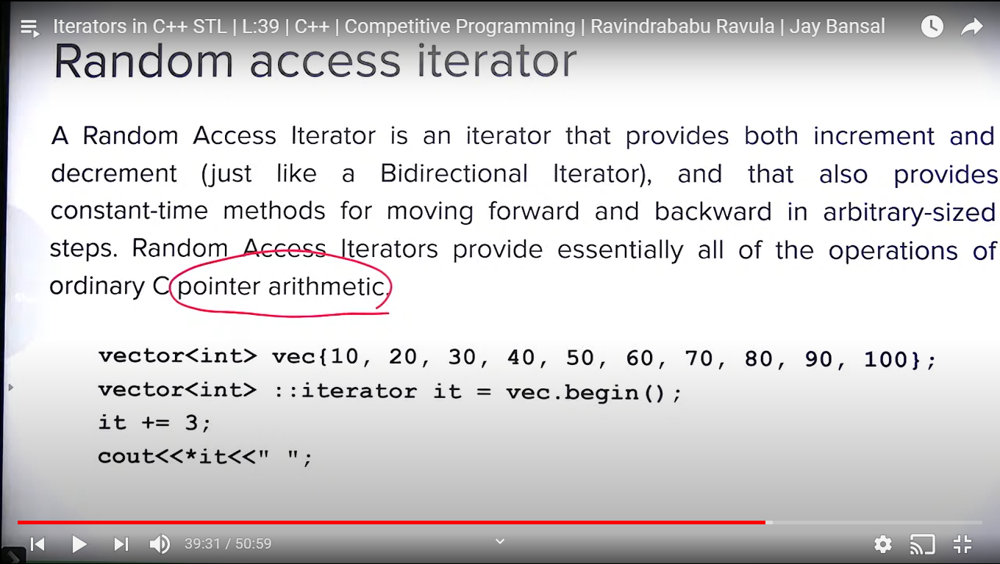 Iterators in C++ STL | L:39 | C++ | Competitive Programming | Ravindrababu Ravula | Jay Bansal
Random access iterator
A Random Access Iterator is an iterator that provides both increment and
decrement (just like a Bidirectional Iterator), and that also provides
constant-time methods for moving forward and backward in arbitrary-sized
steps. Random Access Iterators provide essentially all of the operations of
ordinary C pointer arithmetic.
vector<int> vec{10, 20, 30, 40, 50, 60, 70, 80, 90, 100};
vector<int> ::iterator it = vec.begin();
it += 3;
cout<<*it<<" ";
39:31 / 50:59